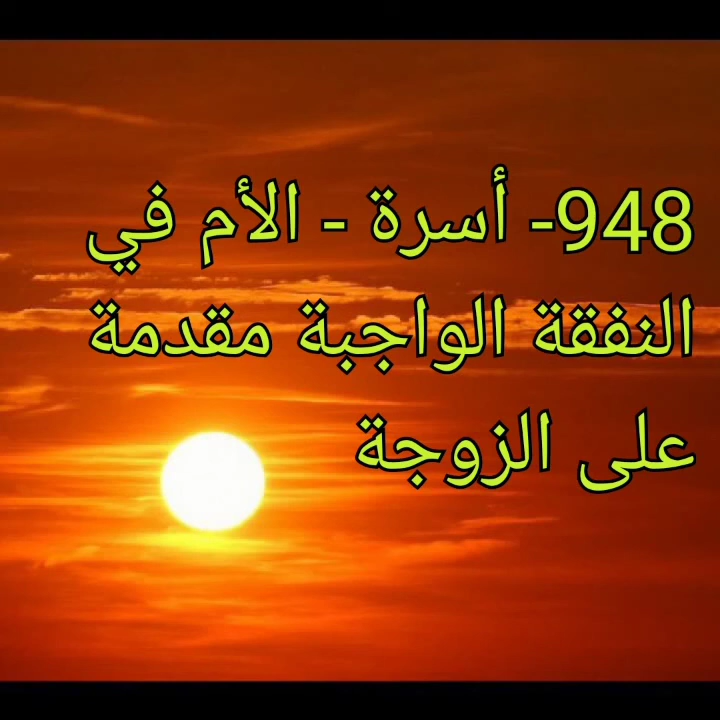 948- أسرة - الأم في
النفقة الواجبة مقدمة
على الزوجة